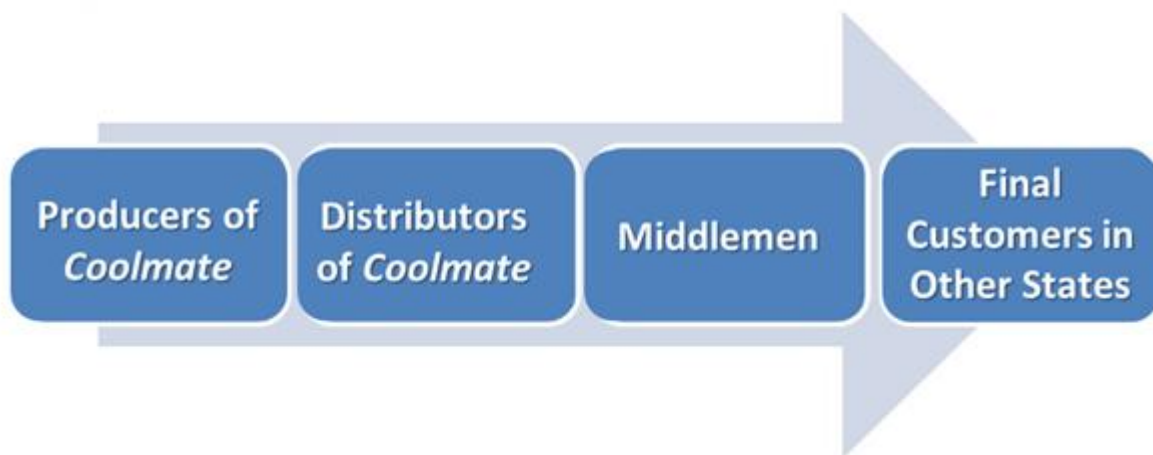 Producers of
Coolmate
Distributors
of Coolmate
Middlemen
Final
Customers in
Other States